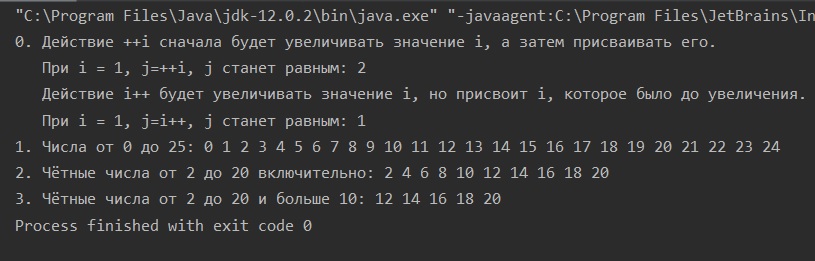 "C:\Program Files\Java\jdk-12.0.2\bin\java.exe" "-javaagent:C:\Program Files\JetBrains\In
0. Действие ++i сначала будет увеличивать значение i, а затем присваивать его.
При i = 1, j=++i, j станет равным: 2
Действие i++ будет увеличивать значение i, но присвоит i, которое было до увеличения.
При i = 1, j=i++, j станет равным: 1
1. Числа от 0 до 25: 0 1 2 3 4 5 6 7 8 9 10 11 12 13 14 15 16 17 18 19 20 21 22 23 24
2. Чётные числа от 2 до 20 включительно: 2 4 6 8 10 12 14 16 18 20
3. Чётные числа от 2 до 20 и больше 10: 12 14 16 18 20
Process finished with exit code 0